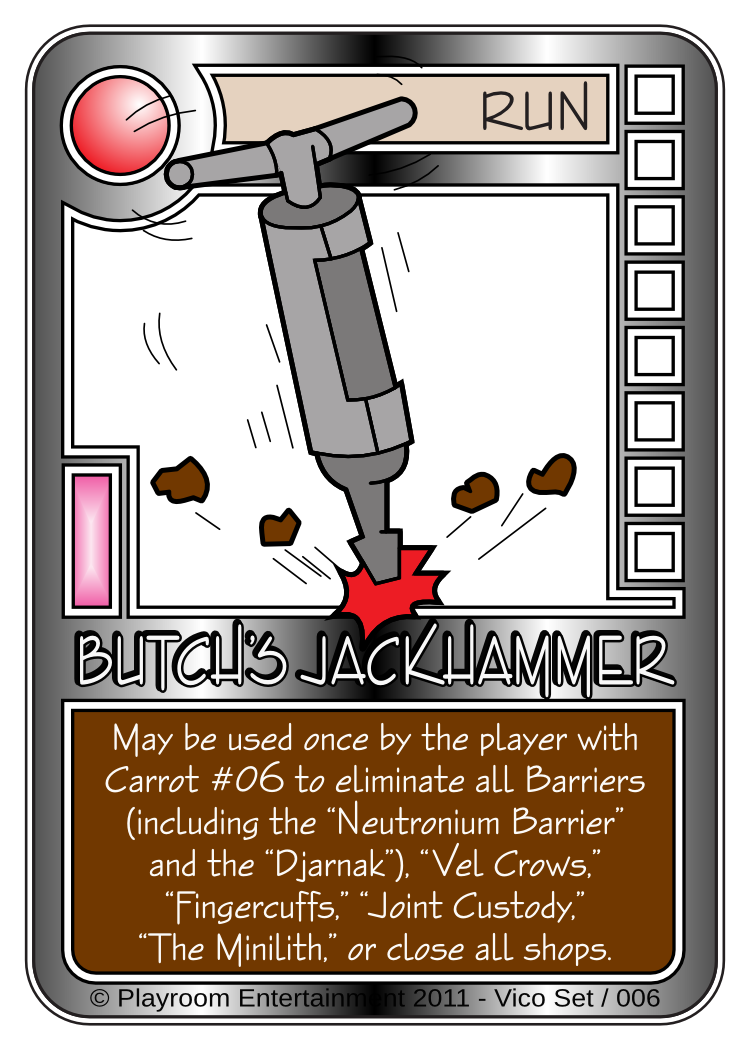 RUN
BUTCH'S JACKHAMMER
May be used once by the player with
Carrot #06 to eliminate all Barriers
(including the “Neutronium Barrier”
and the “Djarnak”), “Vel Crows,”
“Fingercuffs,” “Joint Custody,”
“The Minilith,” or close all shops.
© Playroom Entertainment 2011 - Vico Set / 006